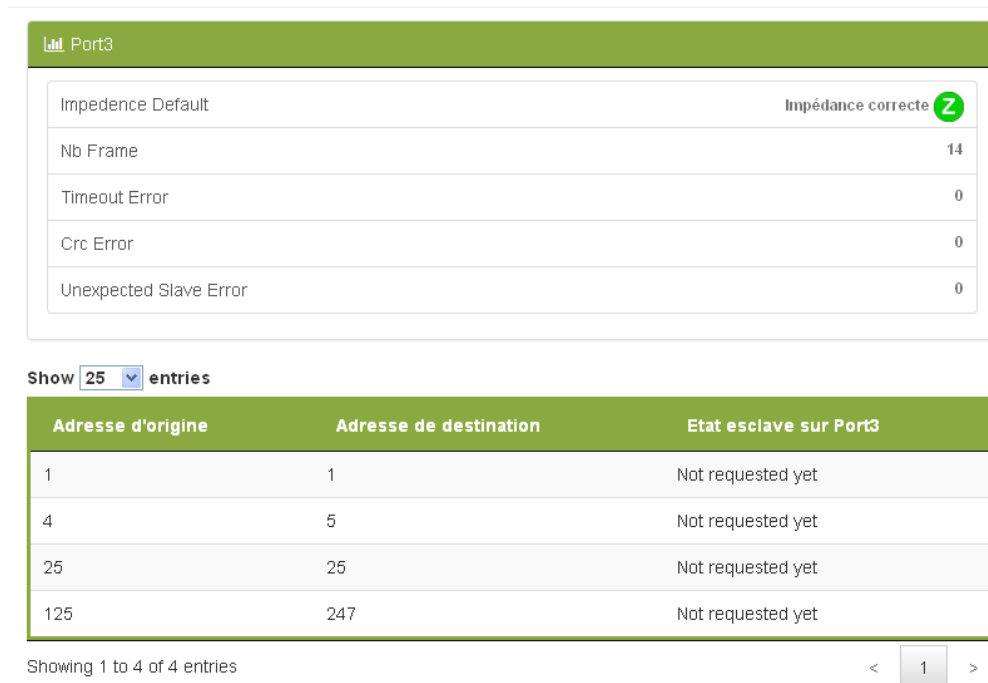 Port3
Impedence Default Impédance correcte Z
Nb Frame 14
Timeout Error 0
Crc Error 0
Unexpected Slave Error 0
Show 25 entries
Adresse d'origine Adresse de destination Etat esclave sur Port3
1 1 Not requested yet
4 5 Not requested yet
25 25 Not requested yet
125 247 Not requested yet
Showing 1 to 4 of 4 entries < 1 >